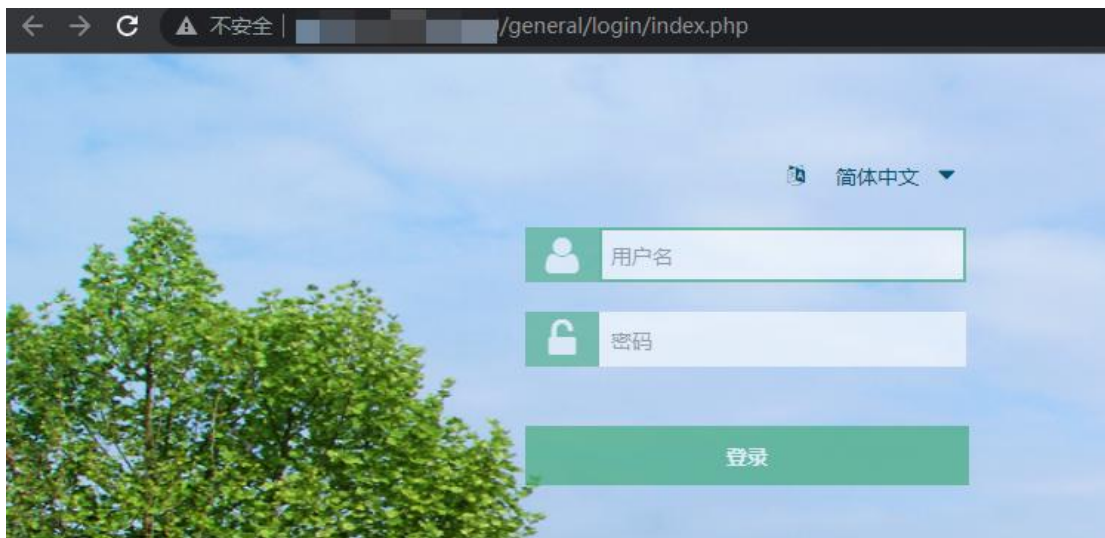 不安全 | /general/login/index.php
简体中文
用户名
密码
登录